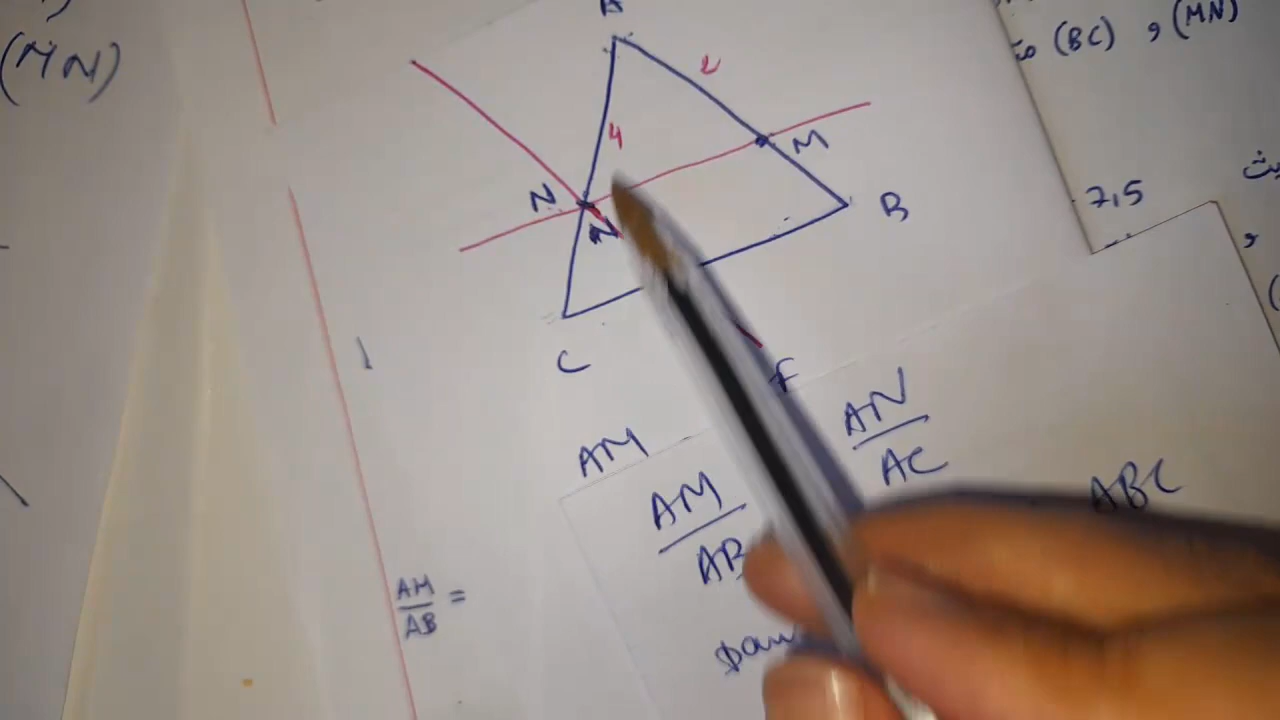 (MN)
(BC) و (MN)
A
2
4
M
N
B
N
7,5
C
F
AM
AN
AC
AM
AB
ABC
AM
AB
=